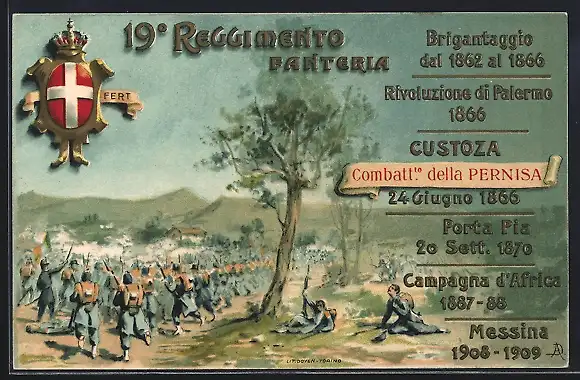 19° REGGIMENTO
FANTERIA
FERT
Brigantaggio
dal 1862 al 1866
Rivoluzione di Palermo
1866
CUSTOZA
Combatt.to della PERNISA
24 Giugno 1866
Porta Pia
20 Sett. 1870
Campagna d'Africa
1887-88
Messina
1908-1909
LIT. DOYEN-TORINO